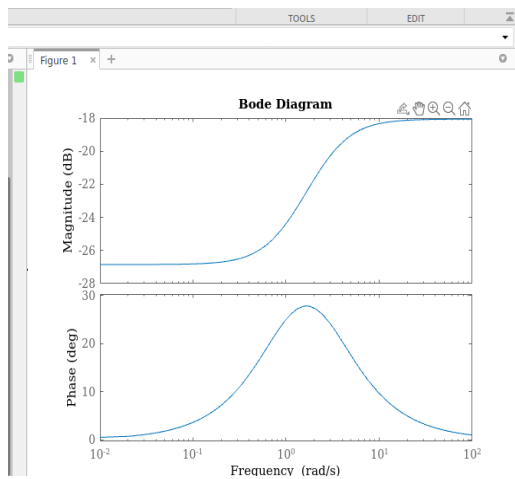 TOOLS EDIT
Figure 1 × +
Bode Diagram
Magnitude (dB)
-18
-20
-22
-24
-26
-28
Phase (deg)
30
20
10
0
10-2 10-1 100 101 102
Frequency (rad/s)